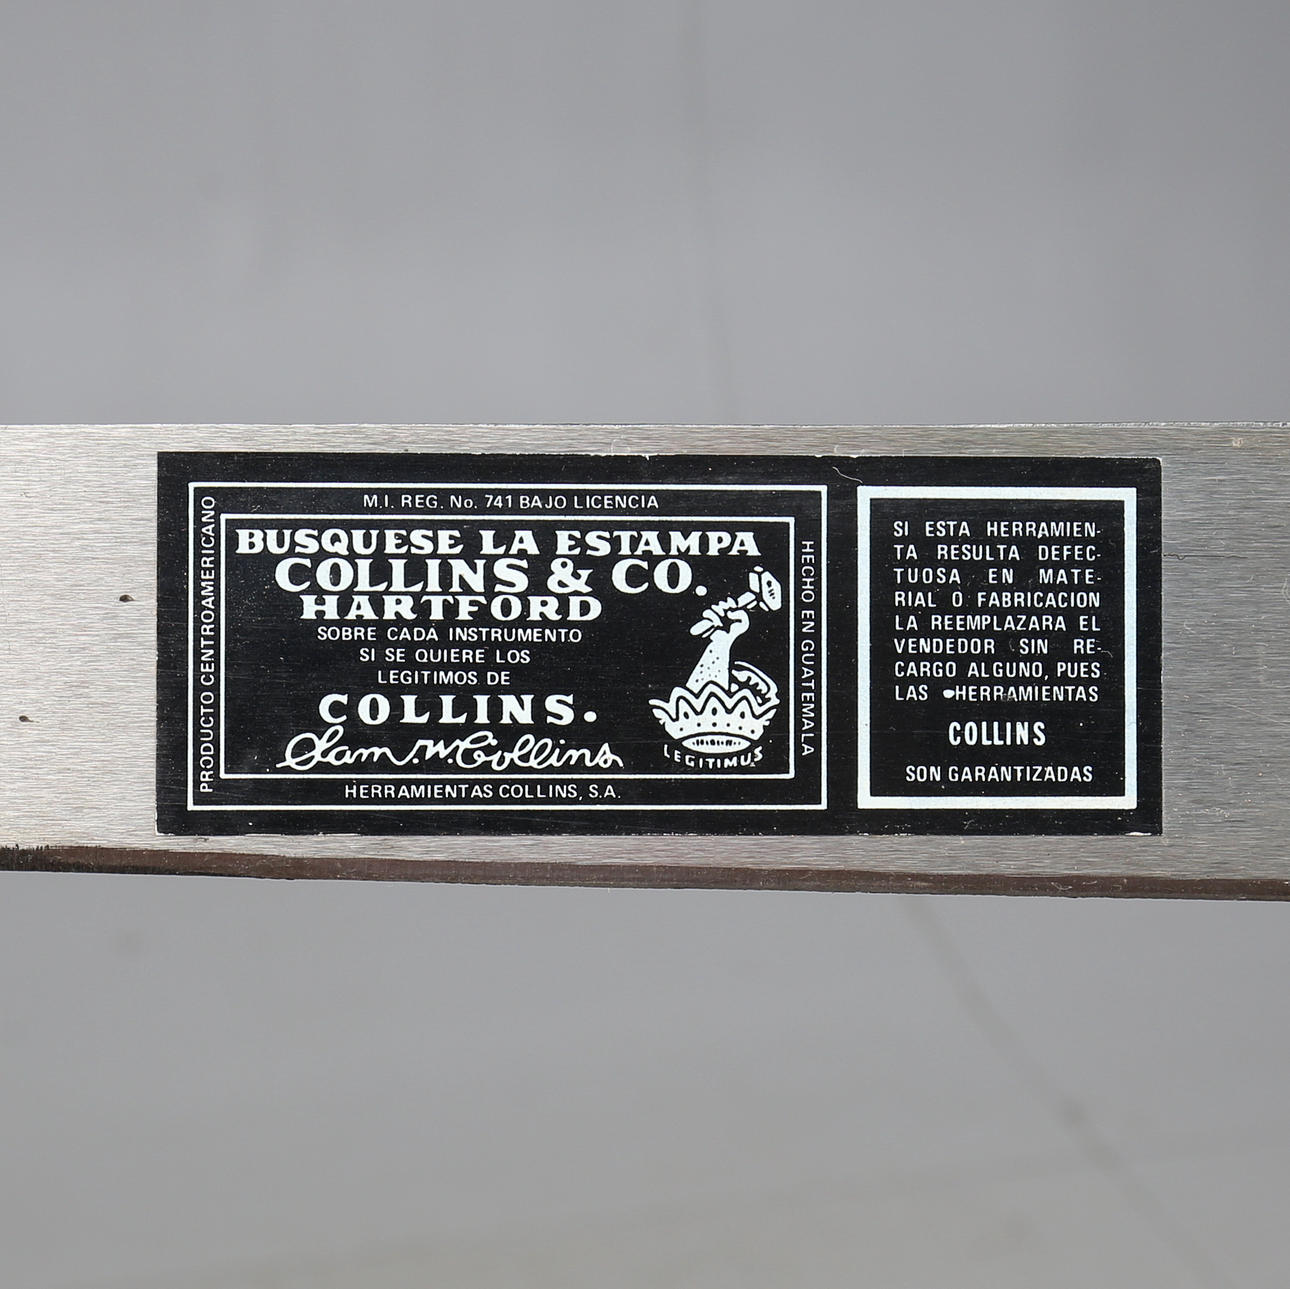 M.I. REG. No. 741 BAJO LICENCIA
PRODUCTO CENTROAMERICANO
BUSQUESE LA ESTAMPA
COLLINS & CO.
HARTFORD
SOBRE CADA INSTRUMENTO
SI SE QUIERE LOS
LEGITIMOS DE
COLLINS.
Sam. W. Collins
LEGITIMUS
HECHO EN GUATEMALA
HERRAMIENTAS COLLINS, S.A.
SI ESTA HERRAMIEN-
TA RESULTA DEFEC-
TUOSA EN MATE-
RIAL O FABRICACION
LA REEMPLAZARA EL
VENDEDOR SIN RE-
CARGO ALGUNO, PUES
LAS HERRAMIENTAS
COLLINS
SON GARANTIZADAS